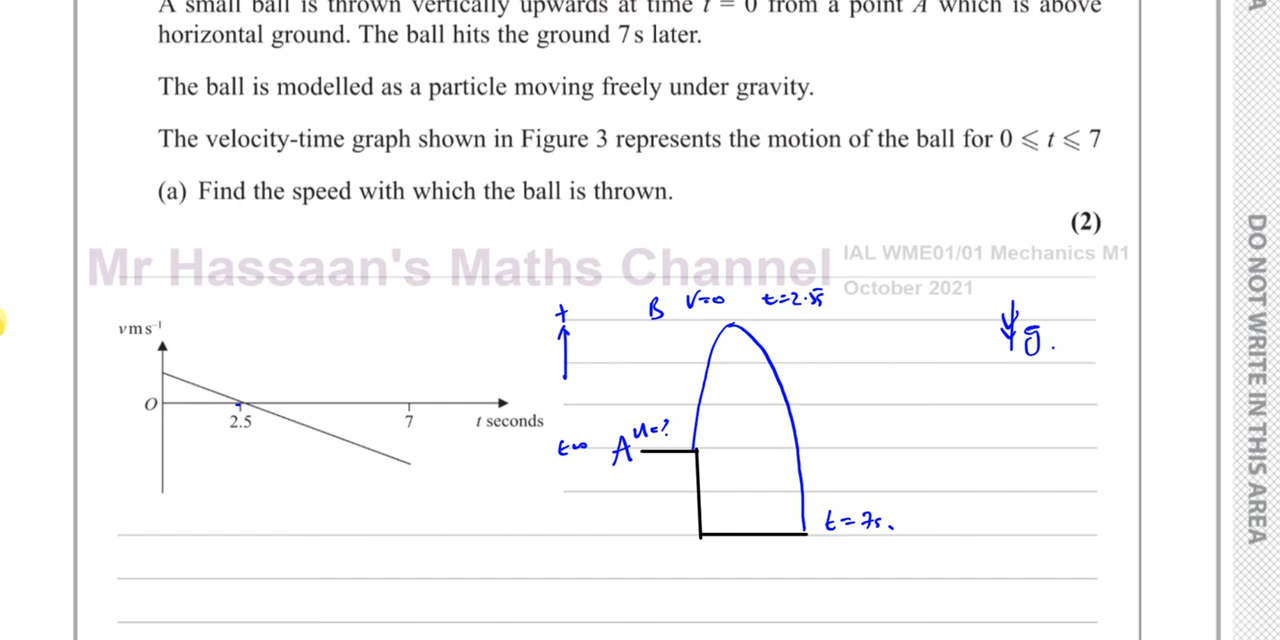 A small ball is thrown vertically upwards at time t = 0 from a point A which is above
horizontal ground. The ball hits the ground 7 s later.
The ball is modelled as a particle moving freely under gravity.
The velocity-time graph shown in Figure 3 represents the motion of the ball for 0 ⩽ t ⩽ 7
(a) Find the speed with which the ball is thrown.
(2)
Mr Hassaan's Maths Channel
IAL WME01/01 Mechanics M1
October 2021
v m s⁻¹
O
2.5
7
t seconds
+
B V=0 t=2.5s
g.
t=0 A u=?
t=7s.
DO NOT WRITE IN THIS AREA